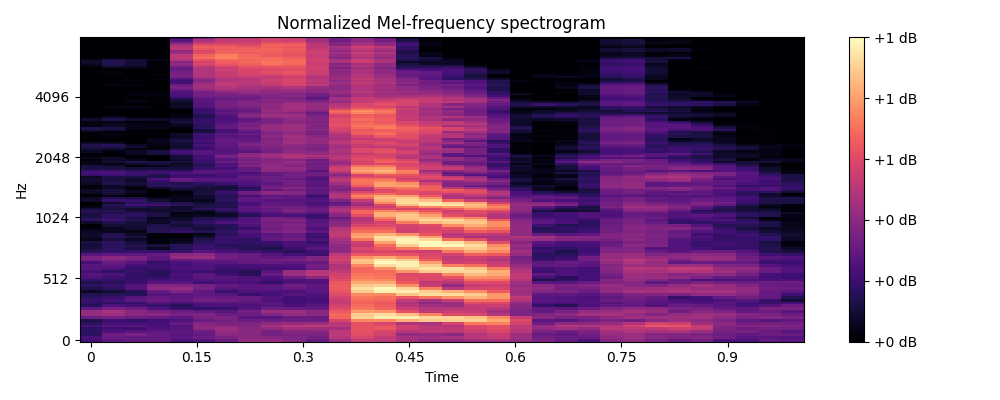 Normalized Mel-frequency spectrogram
+1 dB
4096
+1 dB
2048
+1 dB
Hz
1024
+0 dB
512
+0 dB
0
+0 dB
0 0.15 0.3 0.45 0.6 0.75 0.9
Time